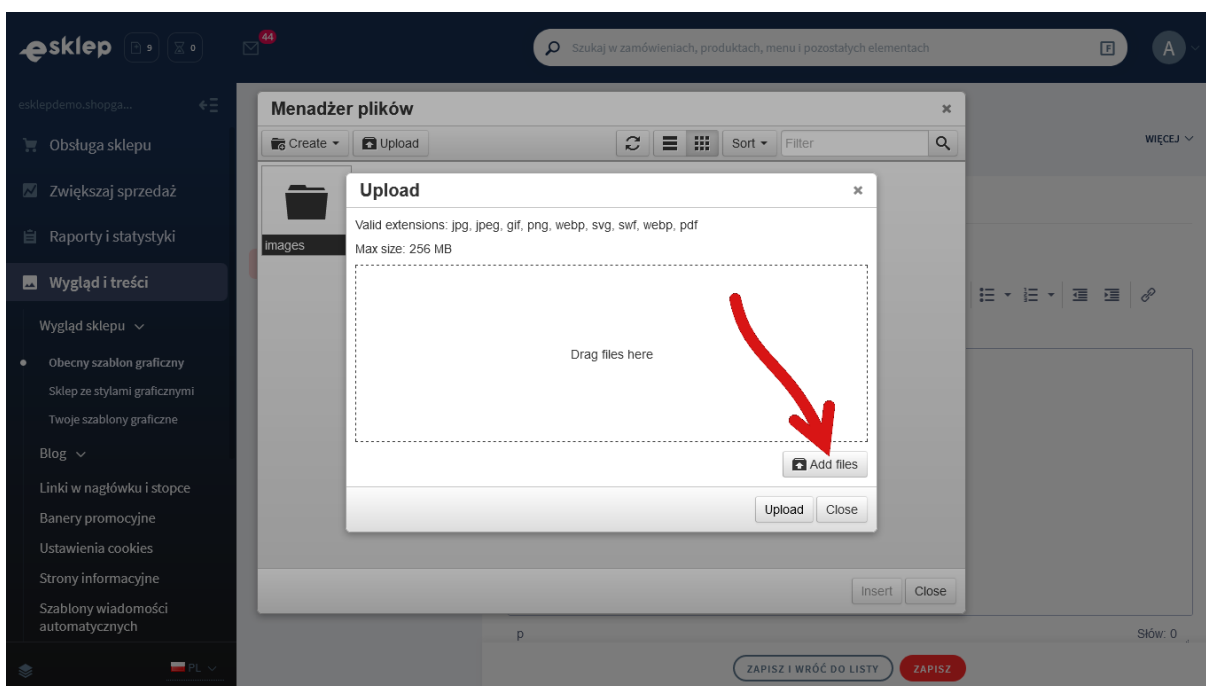 esklep 9 0 44 Szukaj w zamówieniach, produktach, menu i pozostałych elementach F A
esklepdemo.shopga...
Obsługa sklepu
Zwiększaj sprzedaż
Raporty i statystyki
Wygląd i treści
Wygląd sklepu
Obecny szablon graficzny
Sklep ze stylami graficznymi
Twoje szablony graficzne
Blog
Linki w nagłówku i stopce
Banery promocyjne
Ustawienia cookies
Strony informacyjne
Szablony wiadomości
automatycznych
PL
WIĘCEJ
Menadżer plików
Create Upload Sort Filter
images
Upload
Valid extensions: jpg, jpeg, gif, png, webp, svg, swf, webp, pdf
Max size: 256 MB
Drag files here
Add files
Upload Close
Insert Close
p Słów: 0
ZAPISZ I WRÓĆ DO LISTY ZAPISZ